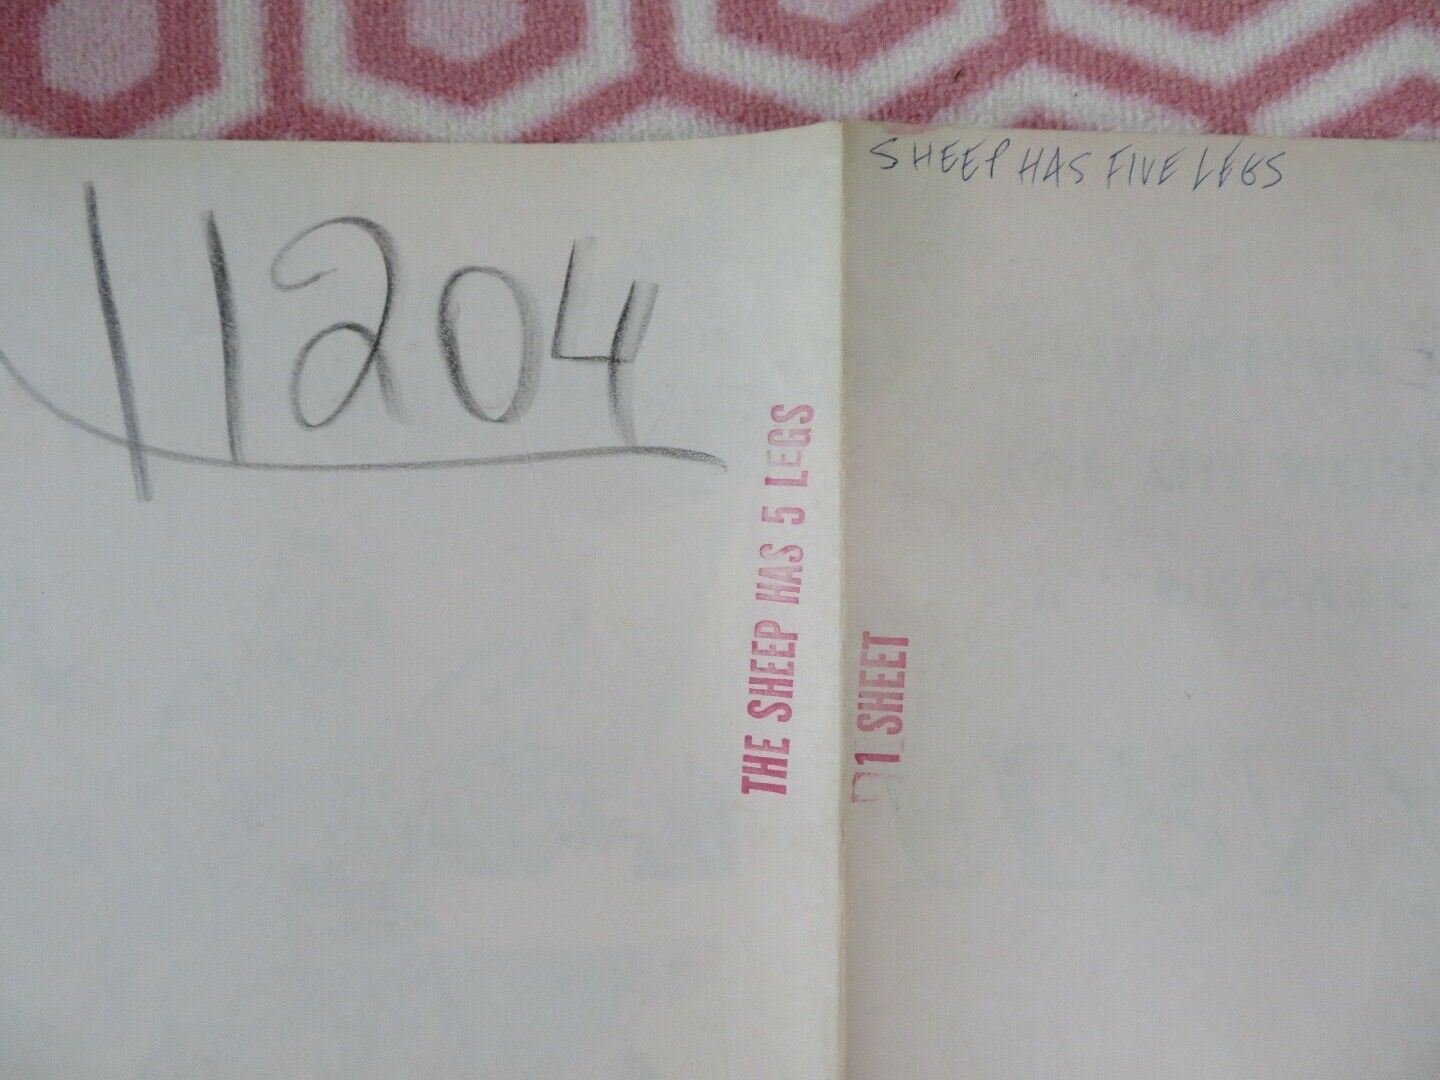 SHEEP HAS FIVE LEGS
11204
THE SHEEP HAS 5 LEGS
1 SHEET